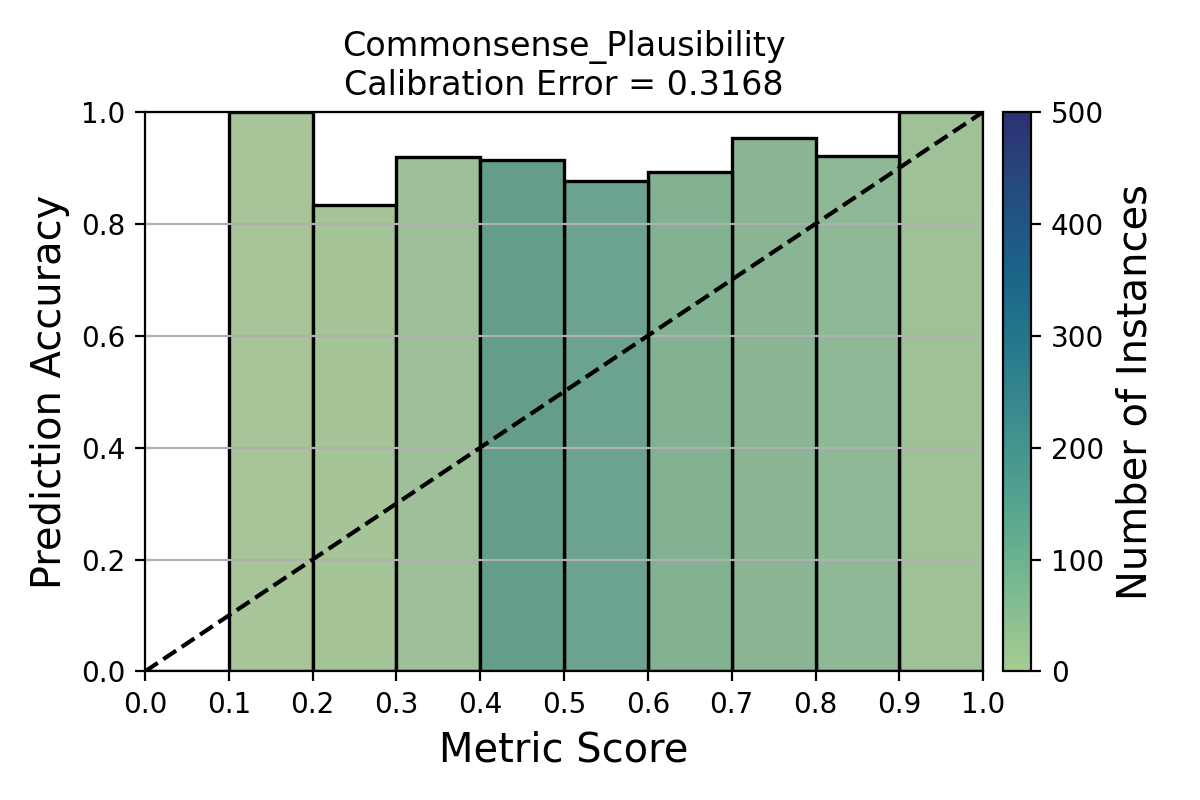 Commonsense_Plausibility
Calibration Error = 0.3168
1.0
0.8
0.6
0.4
0.2
0.0
Prediction Accuracy
0.0 0.1 0.2 0.3 0.4 0.5 0.6 0.7 0.8 0.9 1.0
Metric Score
500
400
300
200
100
0
Number of Instances